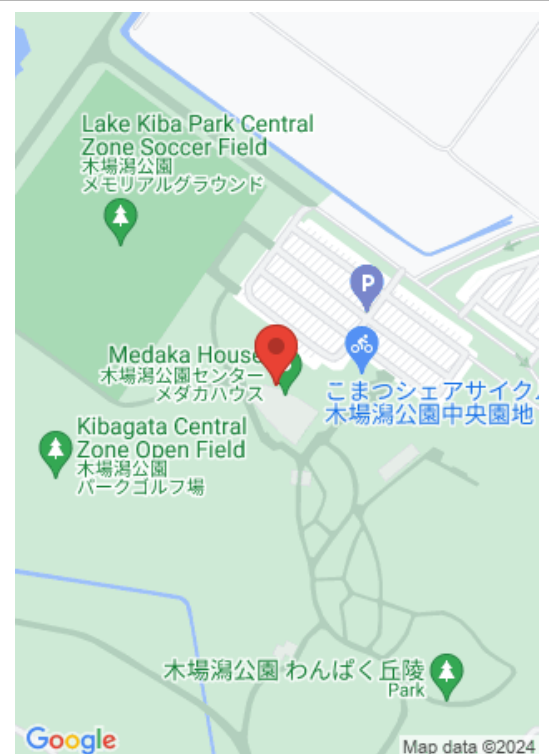 Lake Kiba Park Central
Zone Soccer Field
木場潟公園
メモリアルグラウンド
P
Medaka House
木場潟公園センター
メダカハウス
こまつシェアサイクル
木場潟公園中央園地
Kibagata Central
Zone Open Field
木場潟公園
パークゴルフ場
木場潟公園 わんぱく丘陵
Park
Google
Map data ©2024